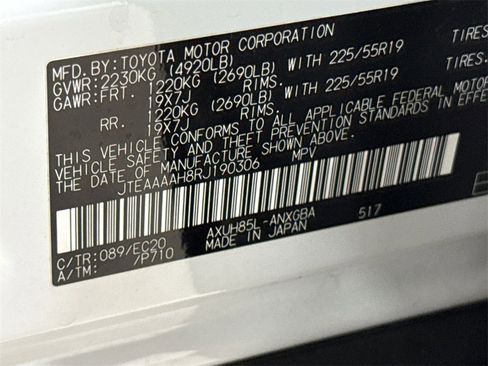 MFD.BY:TOYOTA MOTOR CORPORATION
GVWR:2230KG (4920LB)
GAWR:FRT. 1220KG (2690LB) WITH 225/55R19 TIRES
19X7J RIMS.
RR. 1220KG (2690LB) WITH 225/55R19 TIRES
19X7J RIMS.
THIS VEHICLE CONFORMS TO ALL APPLICABLE FEDERAL MOTOR
VEHICLE SAFETY AND THEFT PREVENTION STANDARDS IN EFFE
THE DATE OF MANUFACTURE SHOWN ABOVE.
JTEAAAAH8RJ190306 MPV
AXUH85L-ANXGBA 517
C/TR:089/EC20 MADE IN JAPAN
A/TM: /P710